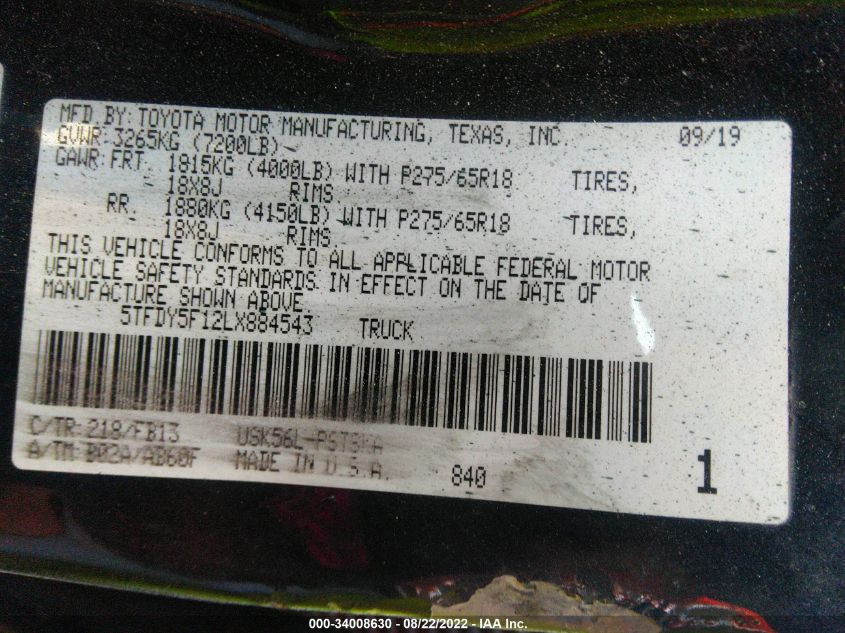 MFD BY: TOYOTA MOTOR MANUFACTURING, TEXAS, INC. 09/19
GVWR 3265KG (7200LB)
GAWR FRT. 1815KG (4000LB) WITH P275/65R18 TIRES,
18X8J RIMS
RR. 1880KG (4150LB) WITH P275/65R18 TIRES,
18X8J RIMS
THIS VEHICLE CONFORMS TO ALL APPLICABLE FEDERAL MOTOR
VEHICLE SAFETY STANDARDS IN EFFECT ON THE DATE OF
MANUFACTURE SHOWN ABOVE.
5TFDY5F12LX884543 TRUCK
C/TR: 218/FB13 USK56L-PSTSKA
A/TM: B02A/AB60F MADE IN U.S.A. 840 1
000-34008630 - 08/22/2022 - IAA Inc.